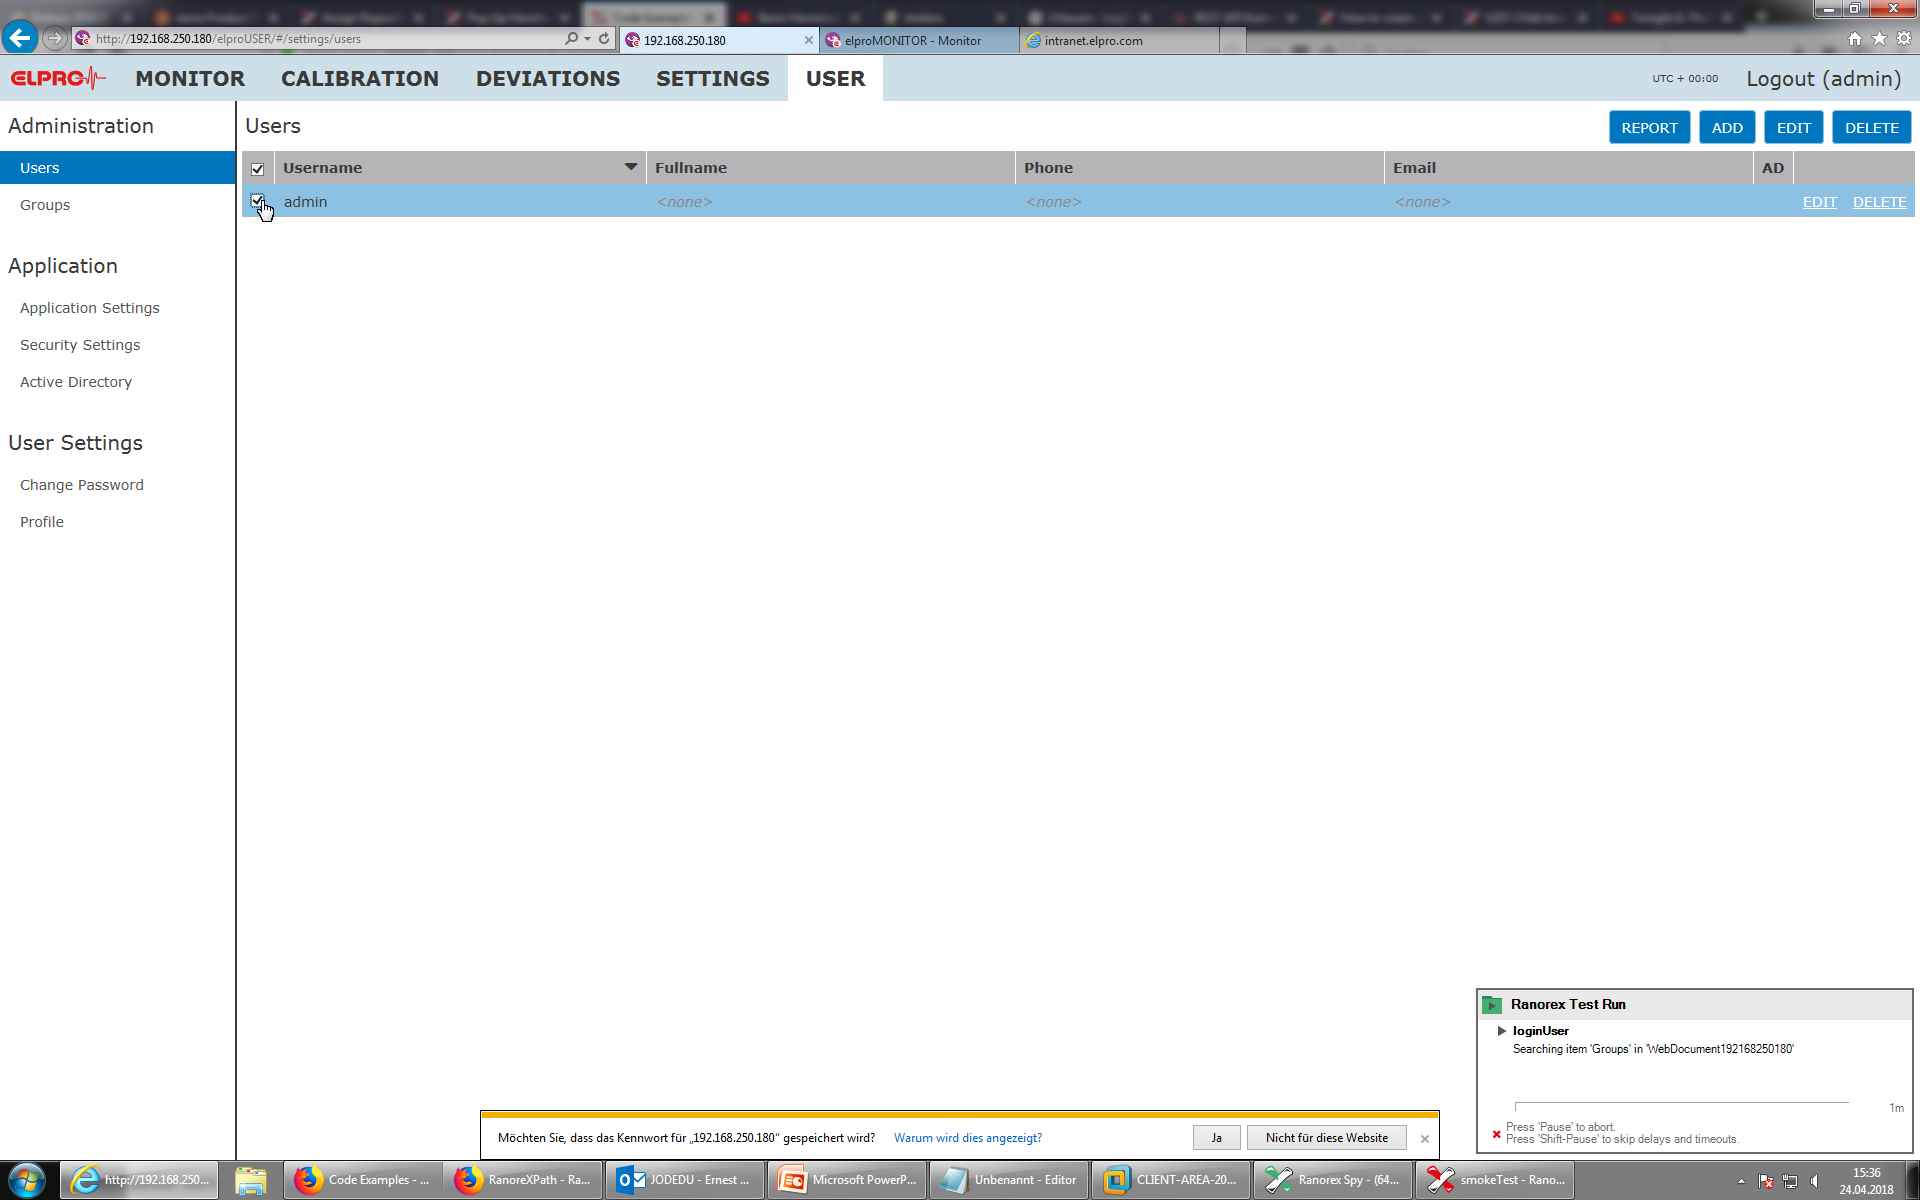 http://192.168.250.180/elproUSER/#/settings/users
192.168.250.180
elproMONITOR - Monitor
intranet.elpro.com
ELPRO
MONITOR
CALIBRATION
DEVIATIONS
SETTINGS
USER
UTC + 00:00
Logout (admin)
Administration
Users
Groups
Application
Application Settings
Security Settings
Active Directory
User Settings
Change Password
Profile
Users
REPORT
ADD
EDIT
DELETE
Username
Fullname
Phone
Email
AD
admin
<none>
<none>
<none>
EDIT
DELETE
Ranorex Test Run
loginUser
Searching item 'Groups' in 'WebDocument192168250180'
1m
Press 'Pause' to abort.
Press 'Shift-Pause' to skip delays and timeouts.
Möchten Sie, dass das Kennwort für „192.168.250.180“ gespeichert wird?
Warum wird dies angezeigt?
Ja
Nicht für diese Website
http://192.168.250...
Code Examples - ...
RanoreXPath - Ra...
JODEDU - Ernest ...
Microsoft PowerP...
Unbenannt - Editor
CLIENT-AREA-20...
Ranorex Spy - (64...
smokeTest - Rano...
15:36
24.04.2018